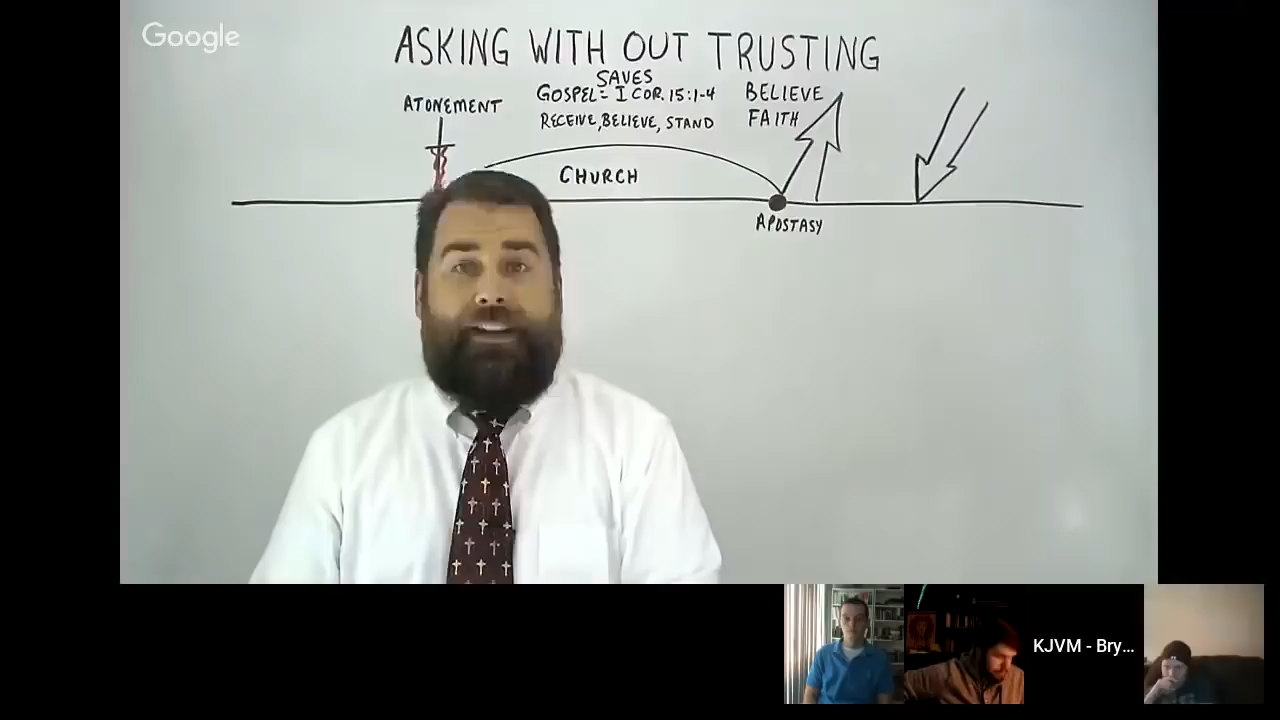 Google
ASKING WITH OUT TRUSTING
SAVES
ATONEMENT
GOSPEL= I COR. 15:1-4
RECEIVE, BELIEVE, STAND
BELIEVE
FAITH
CHURCH
APOSTASY
KJVM - Bry...